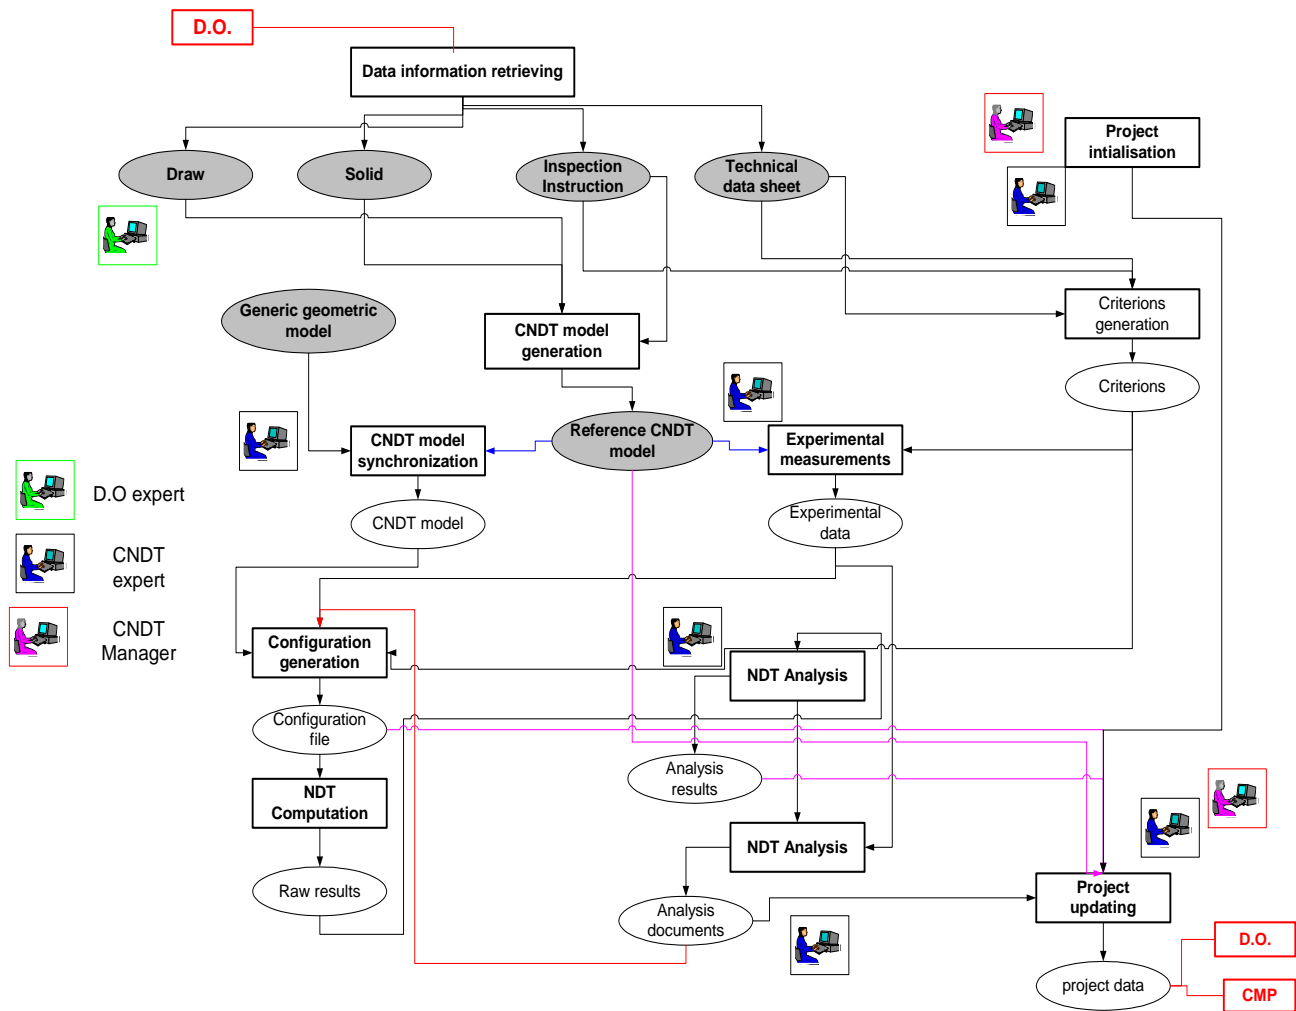 D.O.
Data information retrieving
Project
intialisation
Draw
Solid
Inspection
Instruction
Technical
data sheet
Generic geometric
model
CNDT model
generation
Criterions
generation
Criterions
CNDT model
synchronization
Reference CNDT
model
Experimental
measurements
D.O expert
CNDT model
Experimental
data
CNDT
expert
CNDT
Manager
Configuration
generation
NDT Analysis
Configuration
file
Analysis
results
NDT
Computation
NDT Analysis
Raw results
Project
updating
Analysis
documents
D.O.
project data
CMP